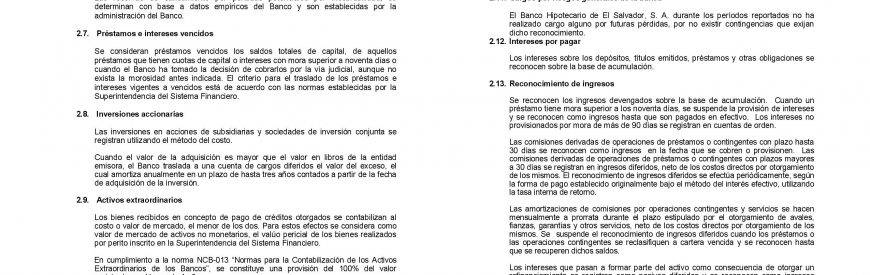 determinan con base a datos empíricos del Banco y son establecidas por la
administración del Banco.
2.7. Préstamos e intereses vencidos
Se consideran préstamos vencidos los saldos totales de capital, de aquellos
préstamos que tienen cuotas de capital o intereses con mora superior a noventa días o
cuando el Banco ha tomado la decisión de cobrarlos por la vía judicial, aunque no
exista la morosidad antes indicada. El criterio para el traslado de los préstamos e
intereses vigentes a vencidos está de acuerdo con las normas establecidas por la
Superintendencia del Sistema Financiero.
2.8. Inversiones accionarias
Las inversiones en acciones de subsidiarias y sociedades de inversión conjunta se
registran utilizando el método del costo.
Cuando el valor de la adquisición es mayor que el valor en libros de la entidad
emisora, el Banco traslada a una cuenta de cargos diferidos el valor del exceso, el
cual amortiza anualmente en un plazo de hasta tres años contados a partir de la fecha
de adquisición de la inversión.
2.9. Activos extraordinarios
Los bienes recibidos en concepto de pago de créditos otorgados se contabilizan al
costo o valor de mercado, el menor de los dos. Para estos efectos se considera como
valor de mercado de activos no monetarios, el valúo pericial de los bienes realizados
por perito inscrito en la Superintendencia del Sistema Financiero.
En cumplimiento a la norma NCB-013 "Normas para la Contabilización de los Activos
Extraordinarios de los Bancos", se constituye una provisión del 100% del valor
El Banco Hipotecario de El Salvador, S. A. durante los períodos reportados no ha
realizado cargo alguno por futuras pérdidas, por no existir contingencias que exijan
dicho reconocimiento.
2.12. Intereses por pagar
Los intereses sobre los depósitos, títulos emitidos, préstamos y otras obligaciones se
reconocen sobre la base de acumulación.
2.13. Reconocimiento de ingresos
Se reconocen los ingresos devengados sobre la base de acumulación. Cuando un
préstamo tiene mora superior a los noventa días, se suspende la provisión de intereses
y se reconocen como ingresos hasta que son pagados en efectivo. Los intereses no
provisionados por mora de más de 90 días se registran en cuentas de orden.
Las comisiones derivadas de operaciones de préstamos o contingentes con plazo hasta
30 días se reconocen como ingresos en la fecha que se cobren o provisionen. Las
comisiones derivadas de operaciones de préstamos o contingentes con plazos mayores
a 30 días se registran en ingresos diferidos, neto de los costos directos por otorgamiento
de los mismos. El reconocimiento de ingresos diferidos se efectúa periódicamente, según
la forma de pago establecido originalmente bajo el método del interés efectivo, utilizando
la tasa interna de retorno.
Las amortizaciones de comisiones por operaciones contingentes y servicios se hacen
mensualmente a prorrata durante el plazo estipulado por el otorgamiento de avales,
fianzas, garantías y otros servicios, neto de los costos directos por otorgamiento de los
mismos. Se suspende el reconocimiento de ingresos diferidos cuando los préstamos o
las operaciones contingentes se reclasifiquen a cartera vencida y se reconocen hasta
que se recuperen dichos saldos.
Los intereses que pasan a formar parte del activo como consecuencia de otorgar un